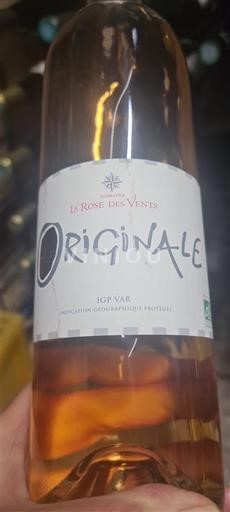 DOMAINE
LA ROSE DES VENTS
ORIGINALE
IGP VAR
INDICATION GÉOGRAPHIQUE PROTÉGÉE